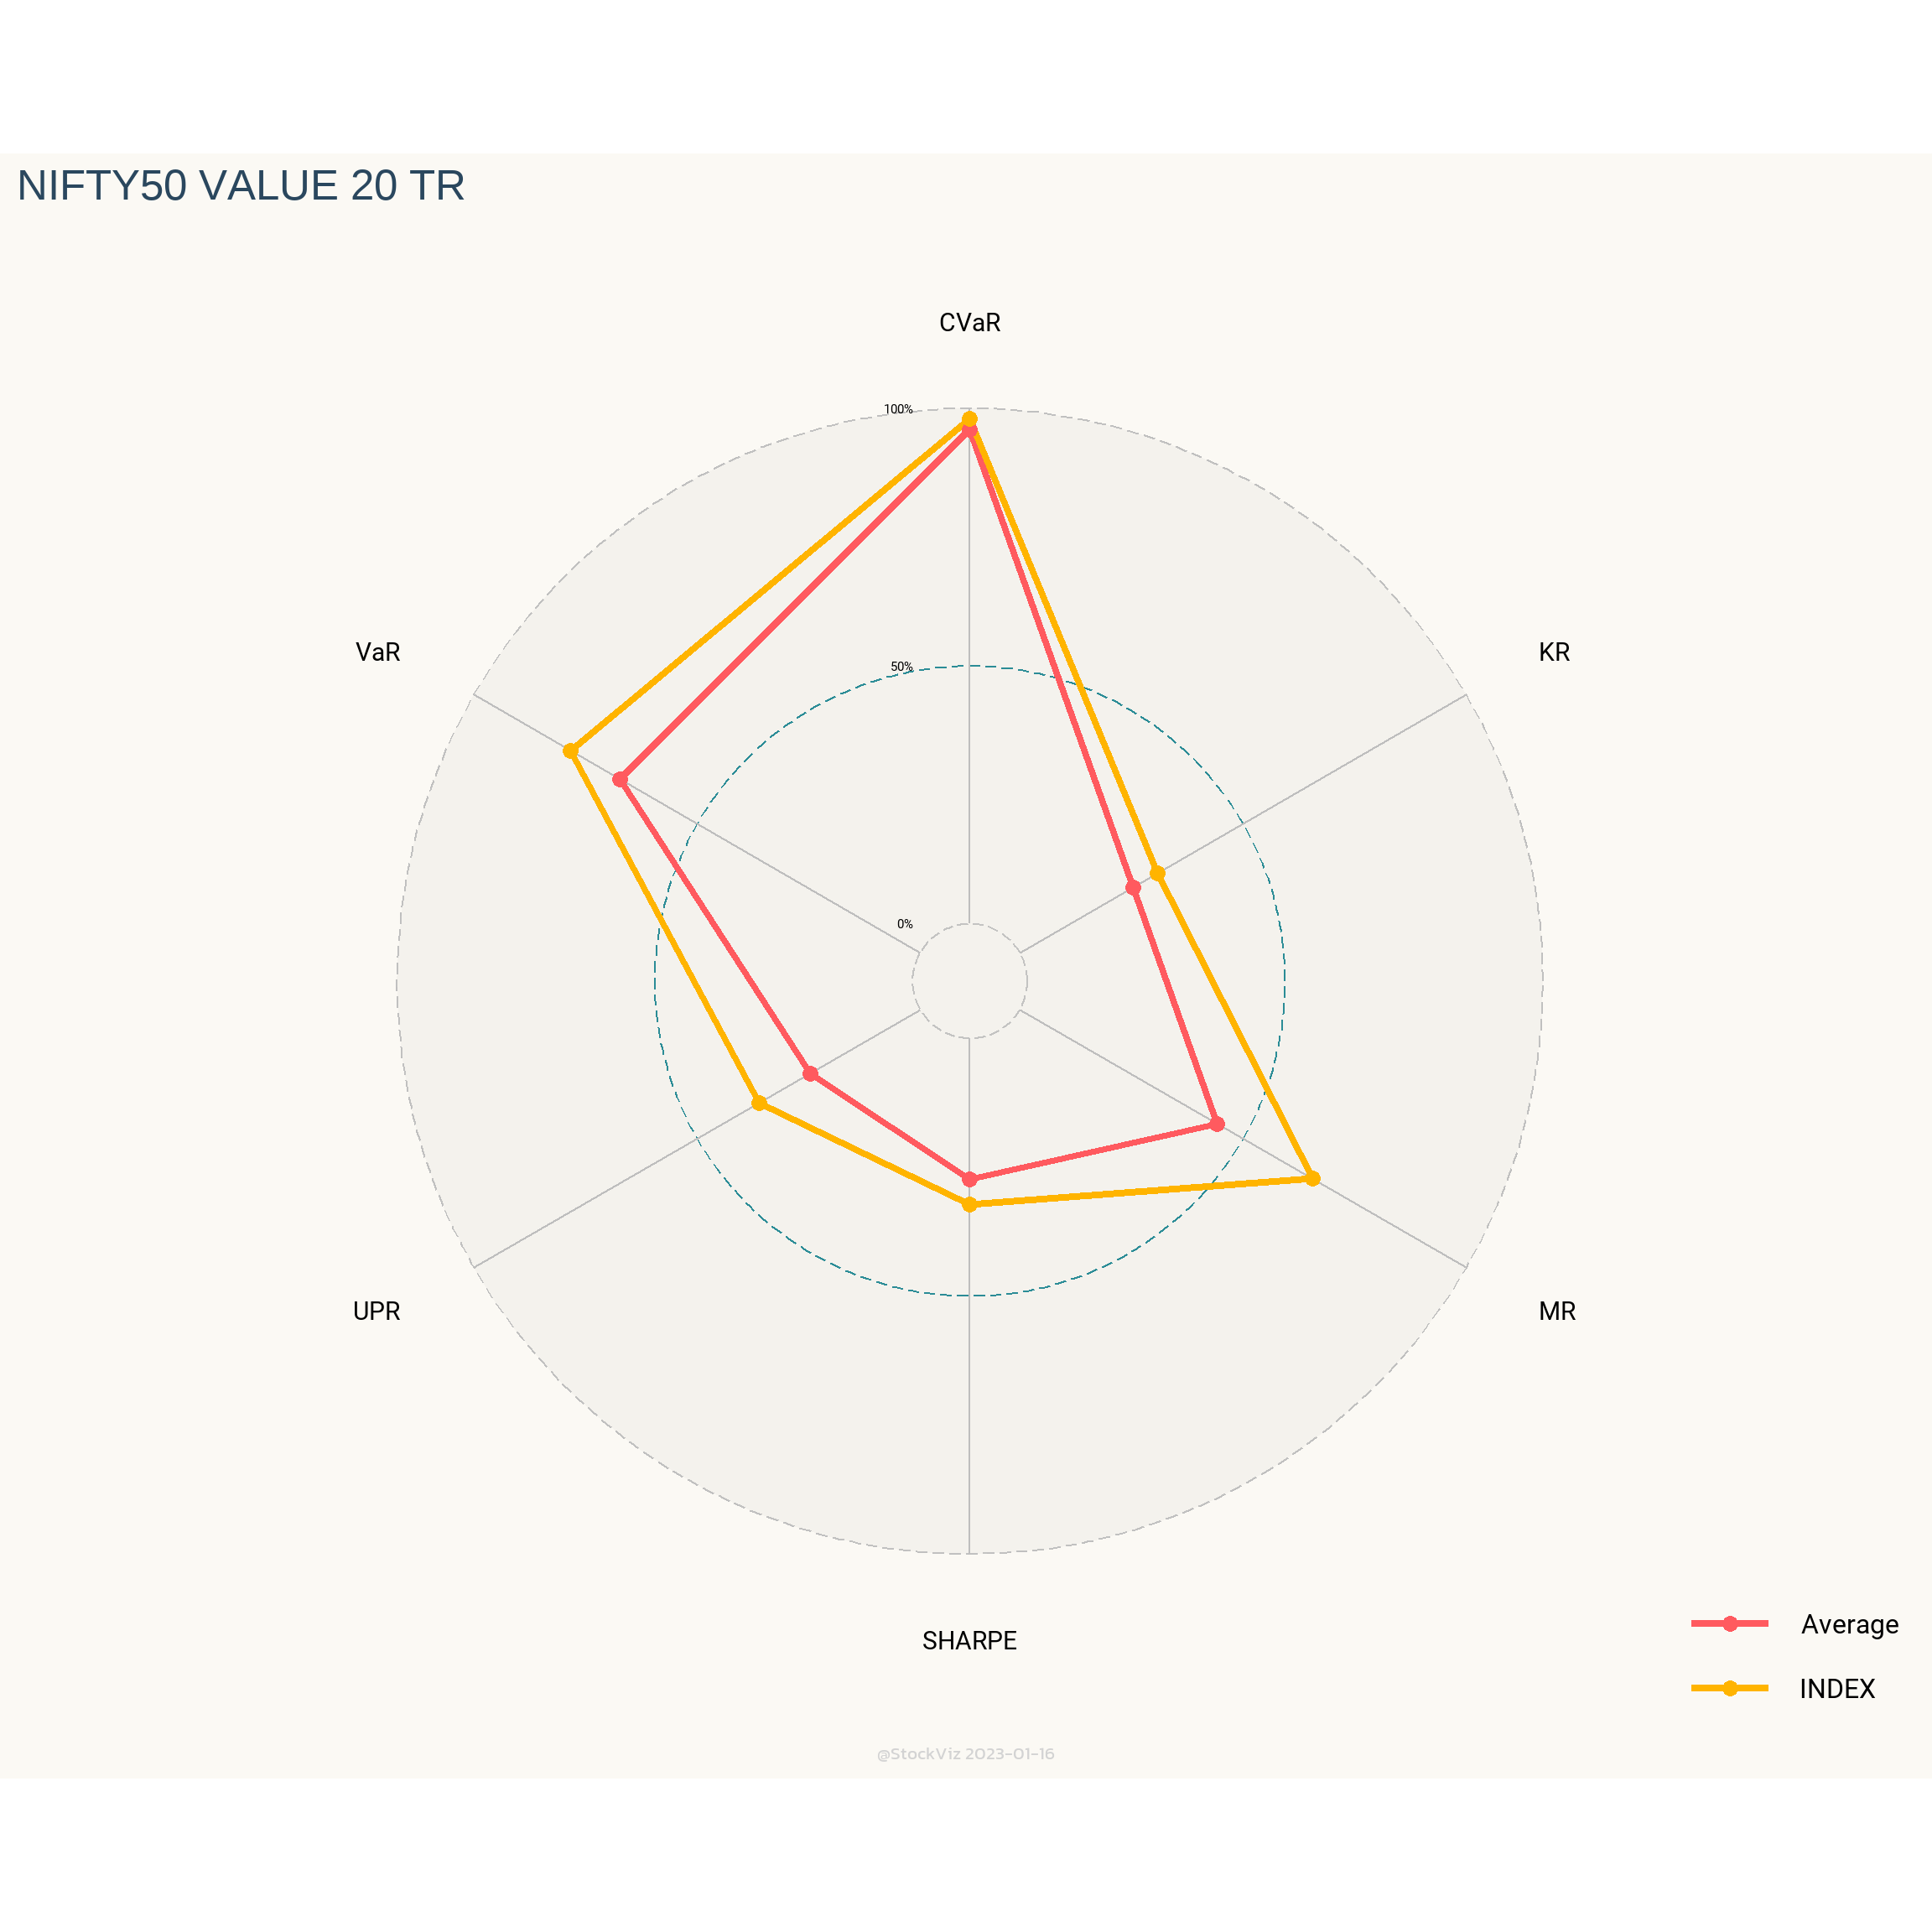 NIFTY50 VALUE 20 TR
CVaR
100%
VaR
KR
50%
0%
UPR
MR
SHARPE
Average
INDEX
@StockViz 2023-01-16